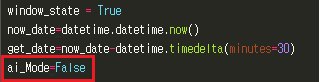 window_state = True
now_date=datetime.datetime.now()
get_date=now_date-datetime.timedelta(minutes=30)
ai_Mode=False